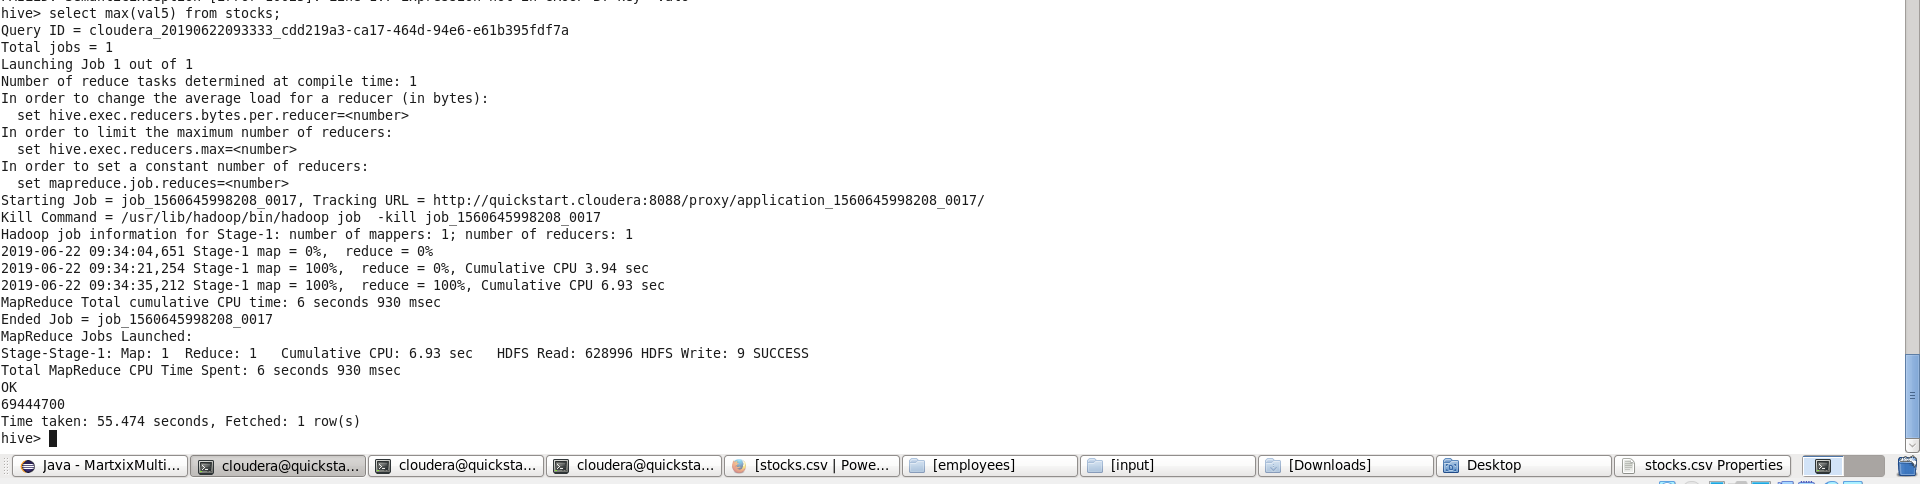 hive> select max(val5) from stocks;
Query ID = cloudera_20190622093333_cdd219a3-ca17-464d-94e6-e61b395fdf7a
Total jobs = 1
Launching Job 1 out of 1
Number of reduce tasks determined at compile time: 1
In order to change the average load for a reducer (in bytes):
  set hive.exec.reducers.bytes.per.reducer=<number>
In order to limit the maximum number of reducers:
  set hive.exec.reducers.max=<number>
In order to set a constant number of reducers:
  set mapreduce.job.reduces=<number>
Starting Job = job_1560645998208_0017, Tracking URL = http://quickstart.cloudera:8088/proxy/application_1560645998208_0017/
Kill Command = /usr/lib/hadoop/bin/hadoop job  -kill job_1560645998208_0017
Hadoop job information for Stage-1: number of mappers: 1; number of reducers: 1
2019-06-22 09:34:04,651 Stage-1 map = 0%,  reduce = 0%
2019-06-22 09:34:21,254 Stage-1 map = 100%,  reduce = 0%, Cumulative CPU 3.94 sec
2019-06-22 09:34:35,212 Stage-1 map = 100%,  reduce = 100%, Cumulative CPU 6.93 sec
MapReduce Total cumulative CPU time: 6 seconds 930 msec
Ended Job = job_1560645998208_0017
MapReduce Jobs Launched:
Stage-Stage-1: Map: 1  Reduce: 1   Cumulative CPU: 6.93 sec   HDFS Read: 628996 HDFS Write: 9 SUCCESS
Total MapReduce CPU Time Spent: 6 seconds 930 msec
OK
69444700
Time taken: 55.474 seconds, Fetched: 1 row(s)
hive>
Java - MartxixMulti... cloudera@quicksta... cloudera@quicksta... cloudera@quicksta... [stocks.csv | Powe... [employees] [input] [Downloads] Desktop stocks.csv Properties